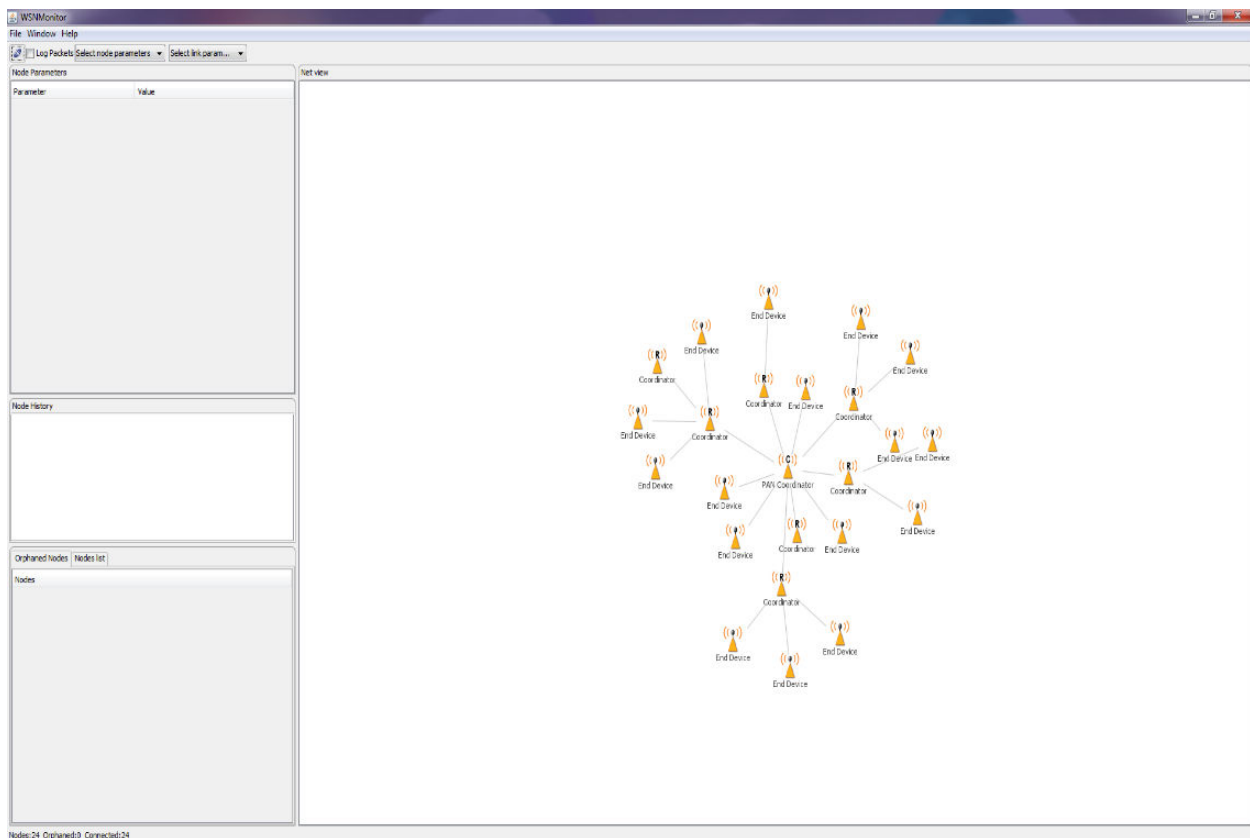 WSNMonitor
File Window Help
Log Packets Select node parameters Select link param...
Node Parameters
Parameter Value
Node History
Orphaned Nodes Nodes list
Nodes
Net view
End Device
End Device
End Device
End Device
Coordinator
Coordinator
End Device
Coordinator
End Device
Coordinator
End Device
End Device
End Device
End Device
PAN Coordinator
Coordinator
End Device
End Device
End Device
Coordinator
End Device
Coordinator
End Device
End Device
End Device
Nodes:24 Orphaned:0 Connected:24